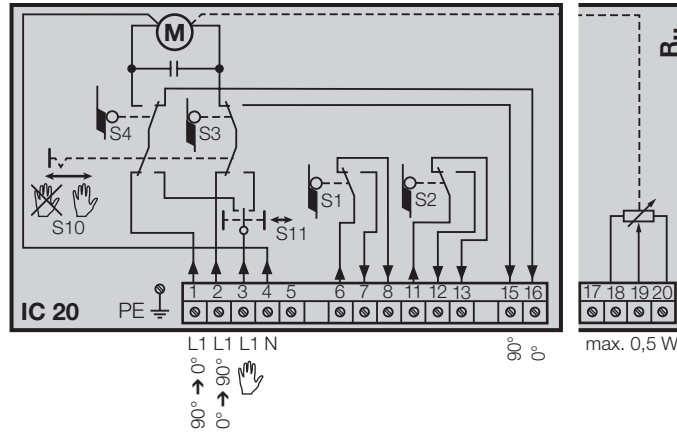 M
S4
S3
S1
S2
S10
S11
IC 20
PE
1 2 3 4 5 6 7 8 11 12 13 15 16
17 18 19 20
L1 L1 L1 N
90° → 0°
0° → 90°
90°
0°
max. 0,5 W